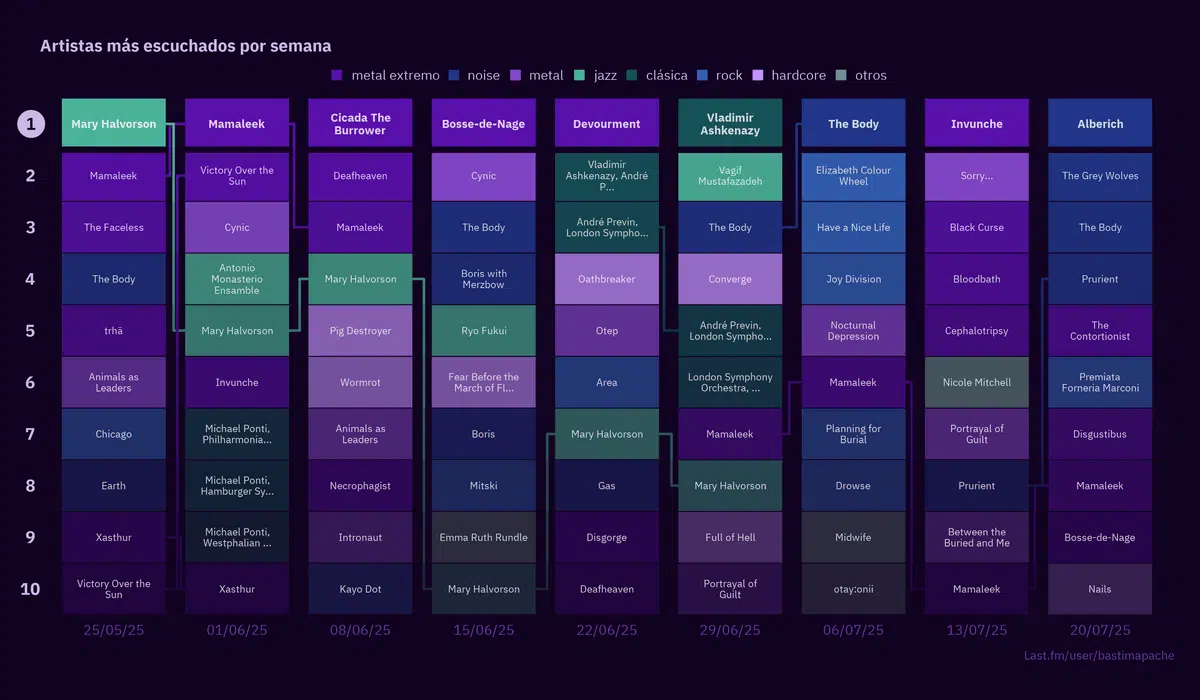 Artistas más escuchados por semana
metal extremo noise metal jazz clásica rock hardcore otros
1
Mary Halvorson
Mamaleek
Cicada The
Burrower
Bosse-de-Nage
Devourment
Vladimir
Ashkenazy
The Body
Invunche
Alberich
2
Mamaleek
Victory Over the
Sun
Deafheaven
Cynic
Vladimir
Ashkenazy, André
P...
Vagif
Mustafazadeh
Elizabeth Colour
Wheel
Sorry...
The Grey Wolves
3
The Faceless
Cynic
Mamaleek
The Body
André Previn,
London Sympho...
The Body
Have a Nice Life
Black Curse
The Body
4
The Body
Antonio
Monasterio
Ensamble
Mary Halvorson
Boris with
Merzbow
Oathbreaker
Converge
Joy Division
Bloodbath
Prurient
5
trhä
Mary Halvorson
Pig Destroyer
Ryo Fukui
Otep
André Previn,
London Sympho...
Nocturnal
Depression
Cephalotripsy
The
Contortionist
6
Animals as
Leaders
Invunche
Wormrot
Fear Before the
March of Fl...
Area
London Symphony
Orchestra, ...
Mamaleek
Nicole Mitchell
Premiata
Forneria Marconi
7
Chicago
Michael Ponti,
Philharmonia...
Animals as
Leaders
Boris
Mary Halvorson
Mamaleek
Planning for
Burial
Portrayal of
Guilt
Disgustibus
8
Earth
Michael Ponti,
Hamburger Sy...
Necrophagist
Mitski
Gas
Mary Halvorson
Drowse
Prurient
Mamaleek
9
Xasthur
Michael Ponti,
Westphalian ...
Intronaut
Emma Ruth Rundle
Disgorge
Full of Hell
Midwife
Between the
Buried and Me
Bosse-de-Nage
10
Victory Over the
Sun
Xasthur
Kayo Dot
Mary Halvorson
Deafheaven
Portrayal of
Guilt
otay:onii
Mamaleek
Nails
25/05/25 01/06/25 08/06/25 15/06/25 22/06/25 29/06/25 06/07/25 13/07/25 20/07/25
Last.fm/user/bastimapache